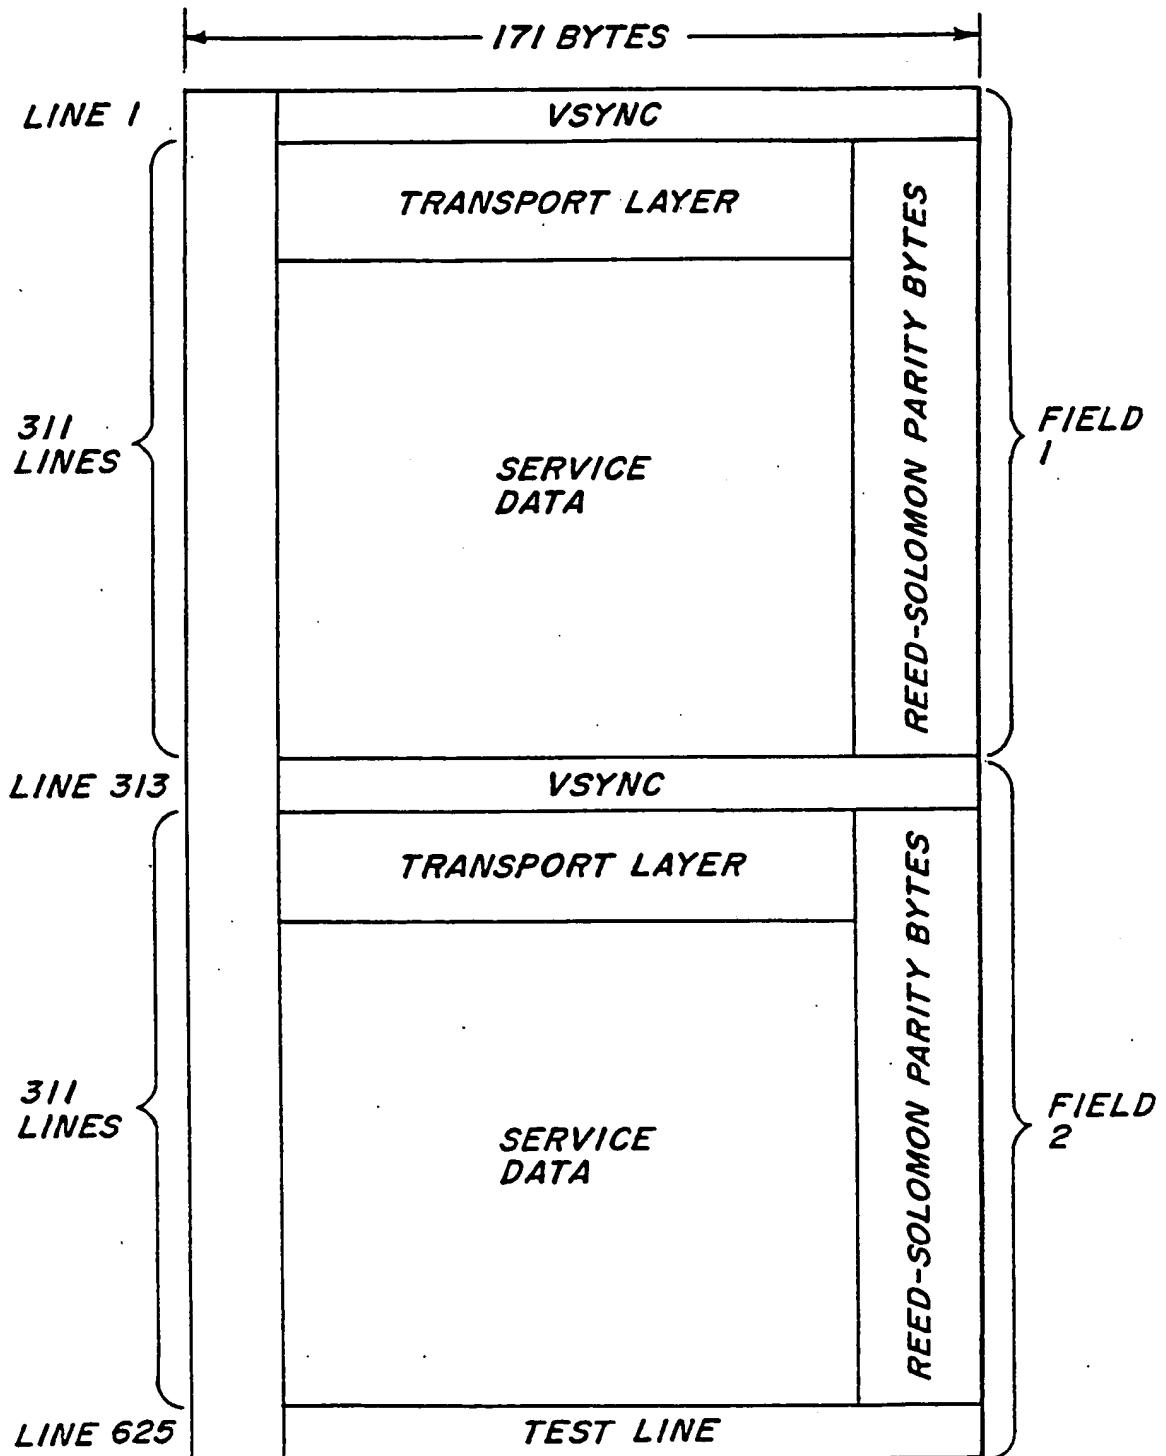 171 BYTES
LINE 1
VSYNC
TRANSPORT LAYER
REED-SOLOMON PARITY BYTES
311
LINES
SERVICE
DATA
FIELD
1
LINE 313
VSYNC
TRANSPORT LAYER
REED-SOLOMON PARITY BYTES
311
LINES
SERVICE
DATA
FIELD
2
LINE 625
TEST LINE